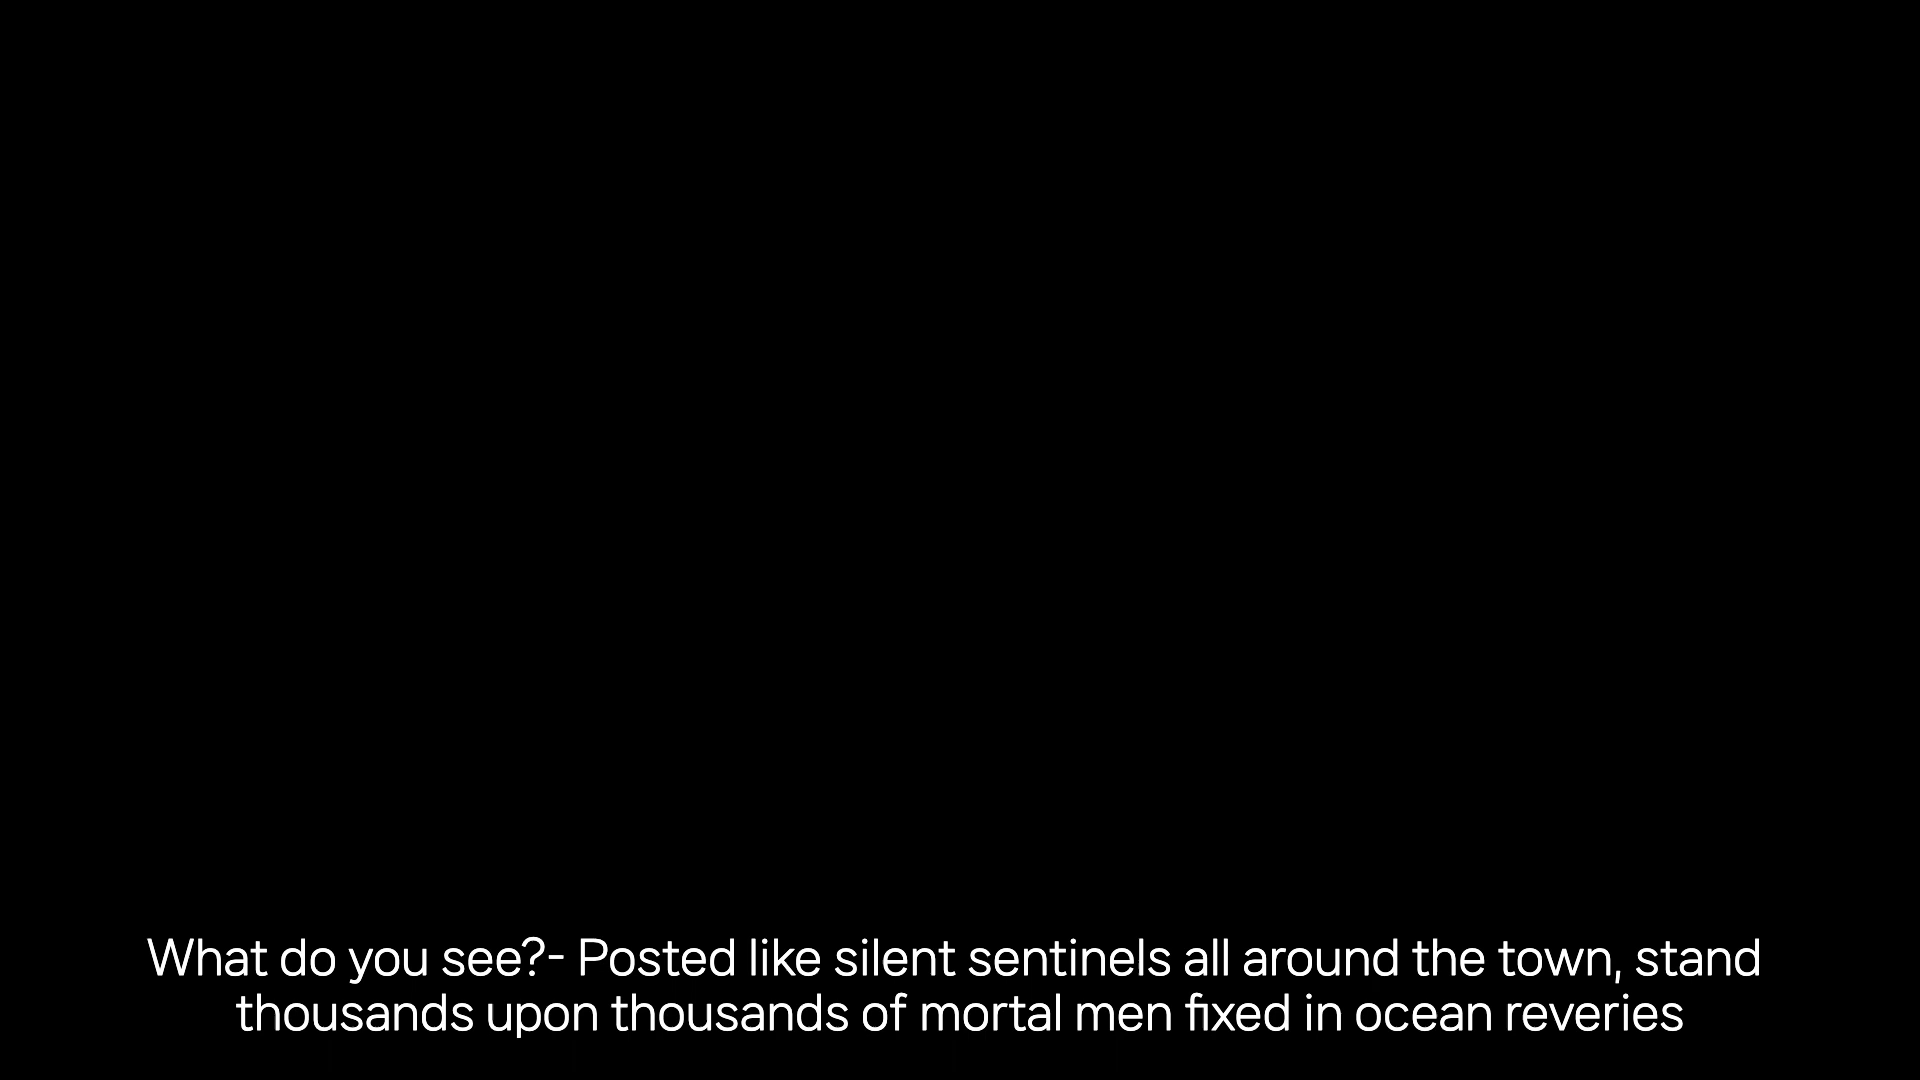 What do you see?- Posted like silent sentinels all around the town, stand
thousands upon thousands of mortal men fixed in ocean reveries